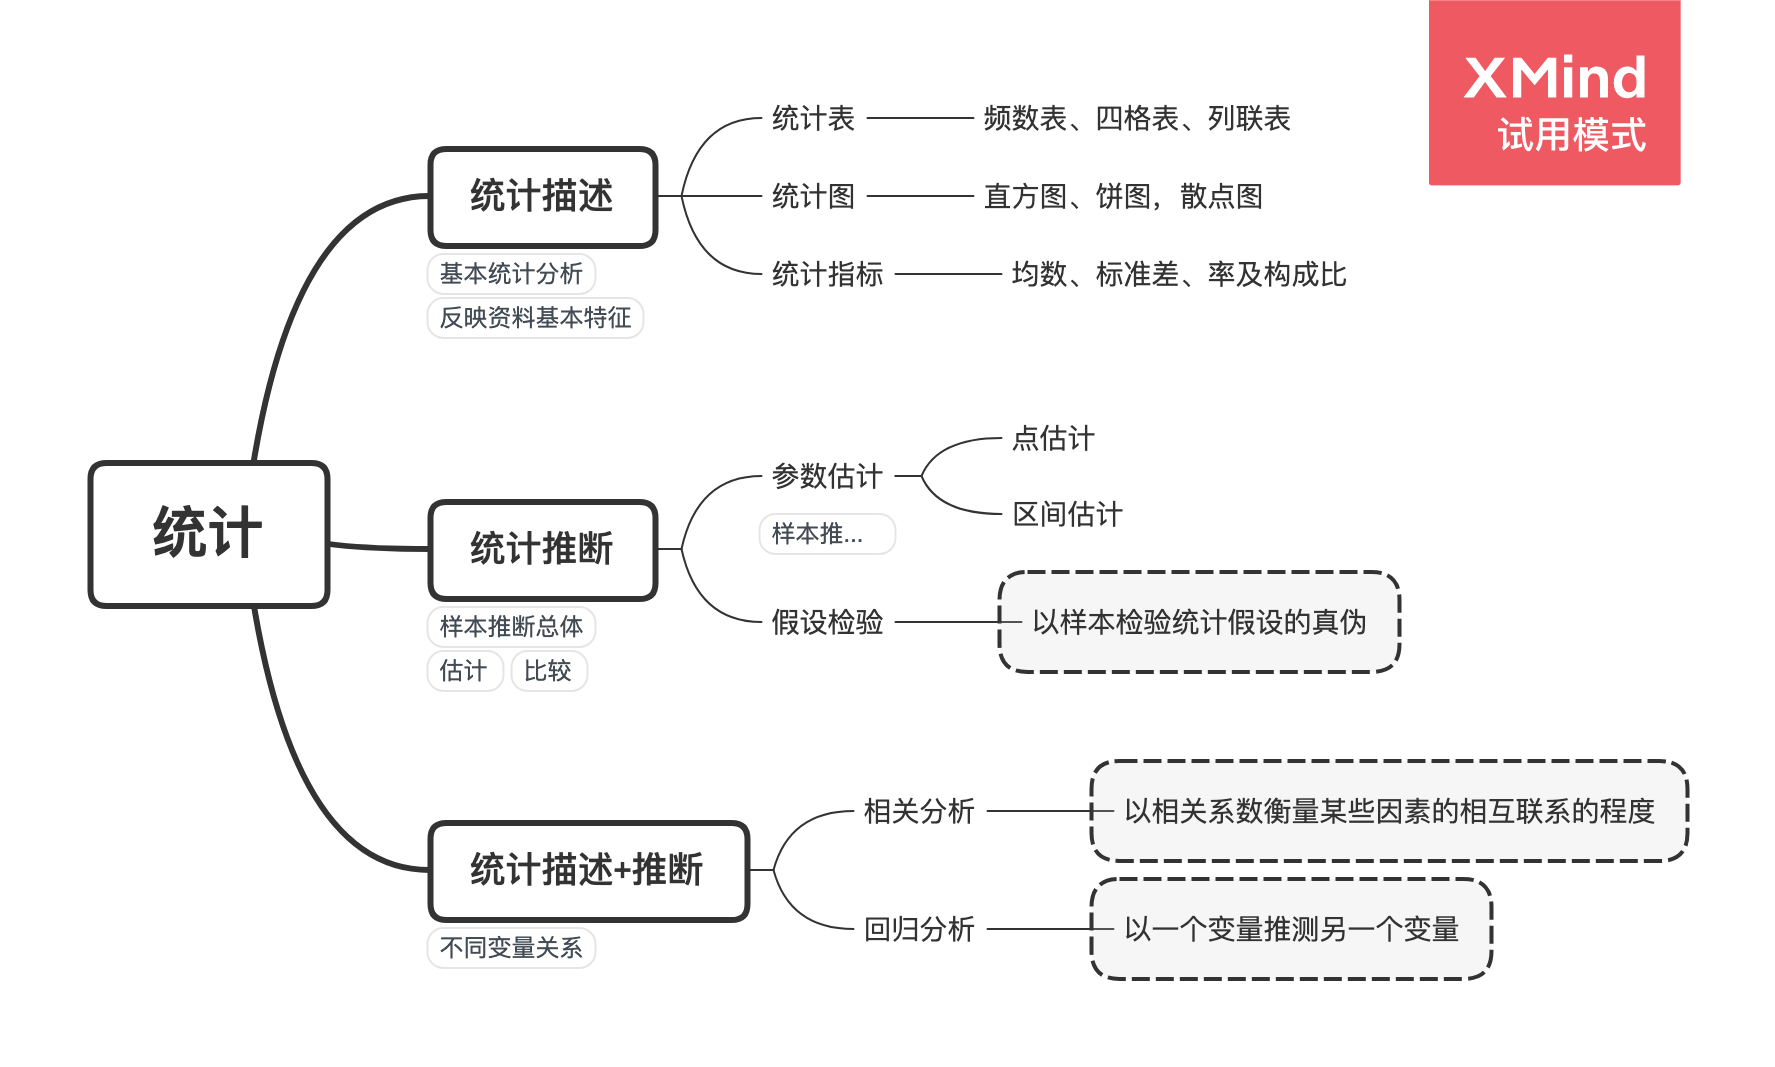 XMind
试用模式
统计
统计描述
基本统计分析
反映资料基本特征
统计表
频数表、四格表、列联表
统计图
直方图、饼图，散点图
统计指标
均数、标准差、率及构成比
统计推断
样本推断总体
估计
比较
参数估计
样本推...
点估计
区间估计
假设检验
以样本检验统计假设的真伪
统计描述+推断
不同变量关系
相关分析
以相关系数衡量某些因素的相互联系的程度
回归分析
以一个变量推测另一个变量